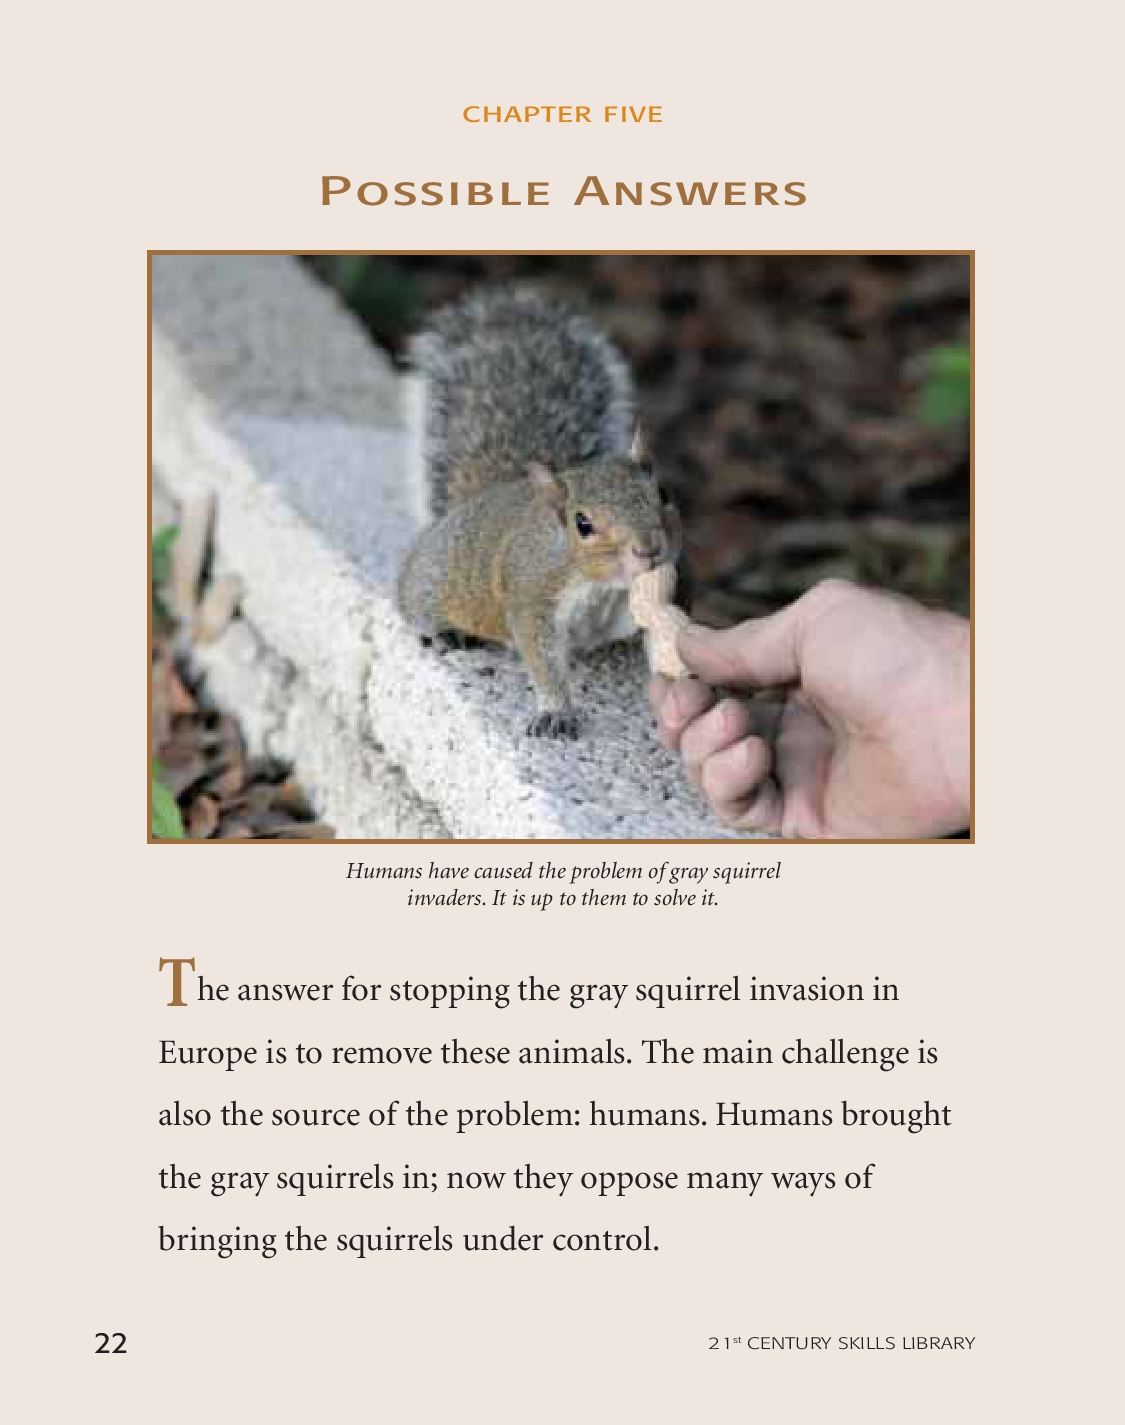 CHAPTER FIVE
POSSIBLE ANSWERS
Humans have caused the problem of gray squirrel
invaders. It is up to them to solve it.
The answer for stopping the gray squirrel invasion in
Europe is to remove these animals. The main challenge is
also the source of the problem: humans. Humans brought
the gray squirrels in; now they oppose many ways of
bringing the squirrels under control.
22
21st CENTURY SKILLS LIBRARY